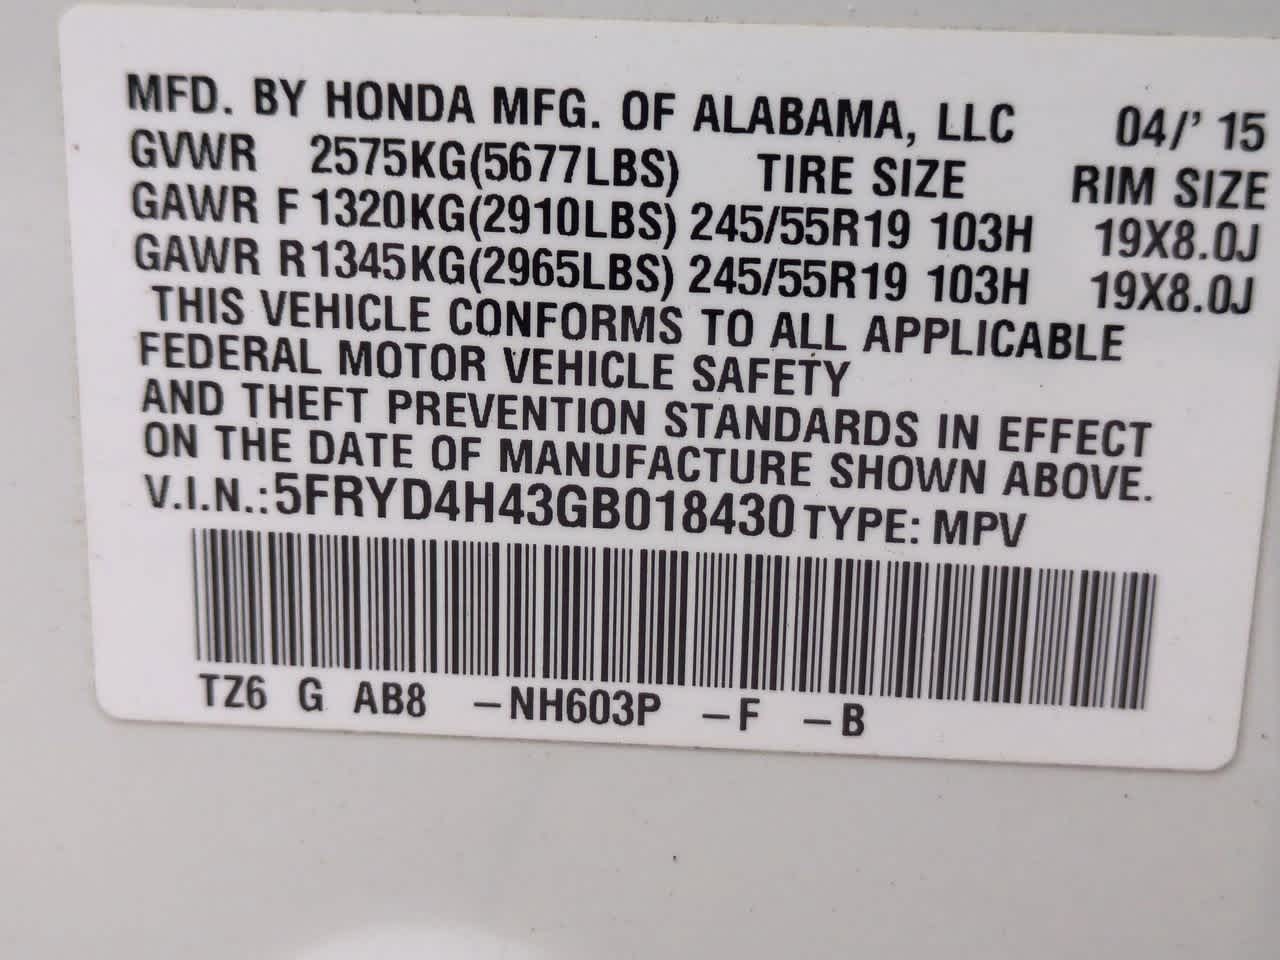 MFD. BY HONDA MFG. OF ALABAMA, LLC 04/' 15
GVWR 2575KG(5677LBS) TIRE SIZE RIM SIZE
GAWR F 1320KG(2910LBS) 245/55R19 103H 19X8.0J
GAWR R1345KG(2965LBS) 245/55R19 103H 19X8.0J
THIS VEHICLE CONFORMS TO ALL APPLICABLE
FEDERAL MOTOR VEHICLE SAFETY
AND THEFT PREVENTION STANDARDS IN EFFECT
ON THE DATE OF MANUFACTURE SHOWN ABOVE.
V.I.N.:5FRYD4H43GB018430 TYPE: MPV
TZ6 G AB8 –NH603P –F –B